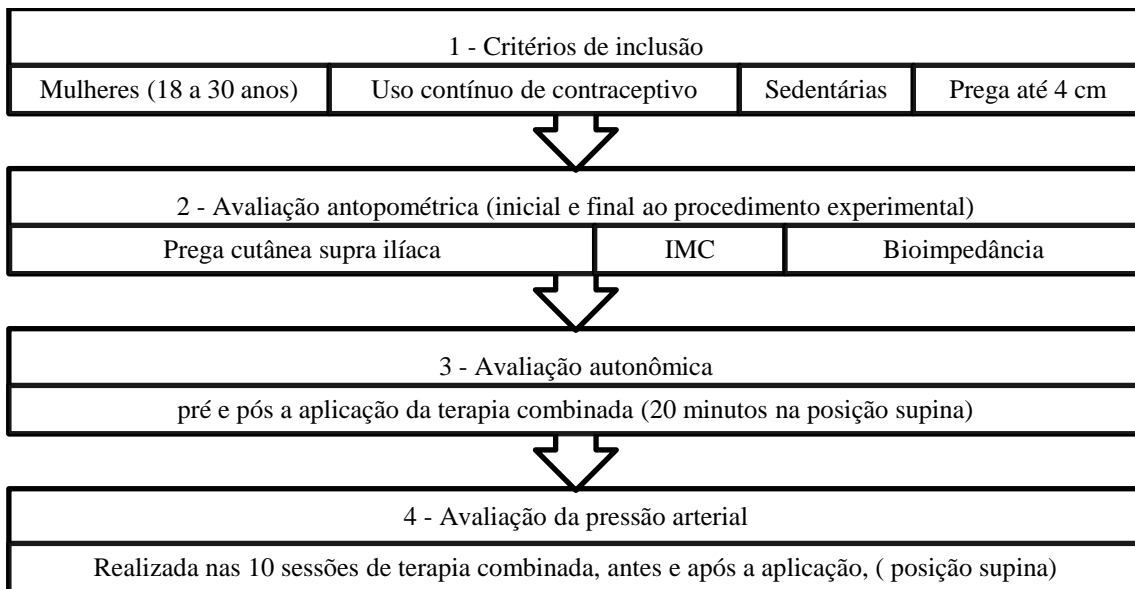 1 - Critérios de inclusão
Mulheres (18 a 30 anos) Uso contínuo de contraceptivo Sedentárias Prega até 4 cm
2 - Avaliação antopométrica (inicial e final ao procedimento experimental)
Prega cutânea supra ilíaca IMC Bioimpedância
3 - Avaliação autonômica
pré e pós a aplicação da terapia combinada (20 minutos na posição supina)
4 - Avaliação da pressão arterial
Realizada nas 10 sessões de terapia combinada, antes e após a aplicação, ( posição supina)